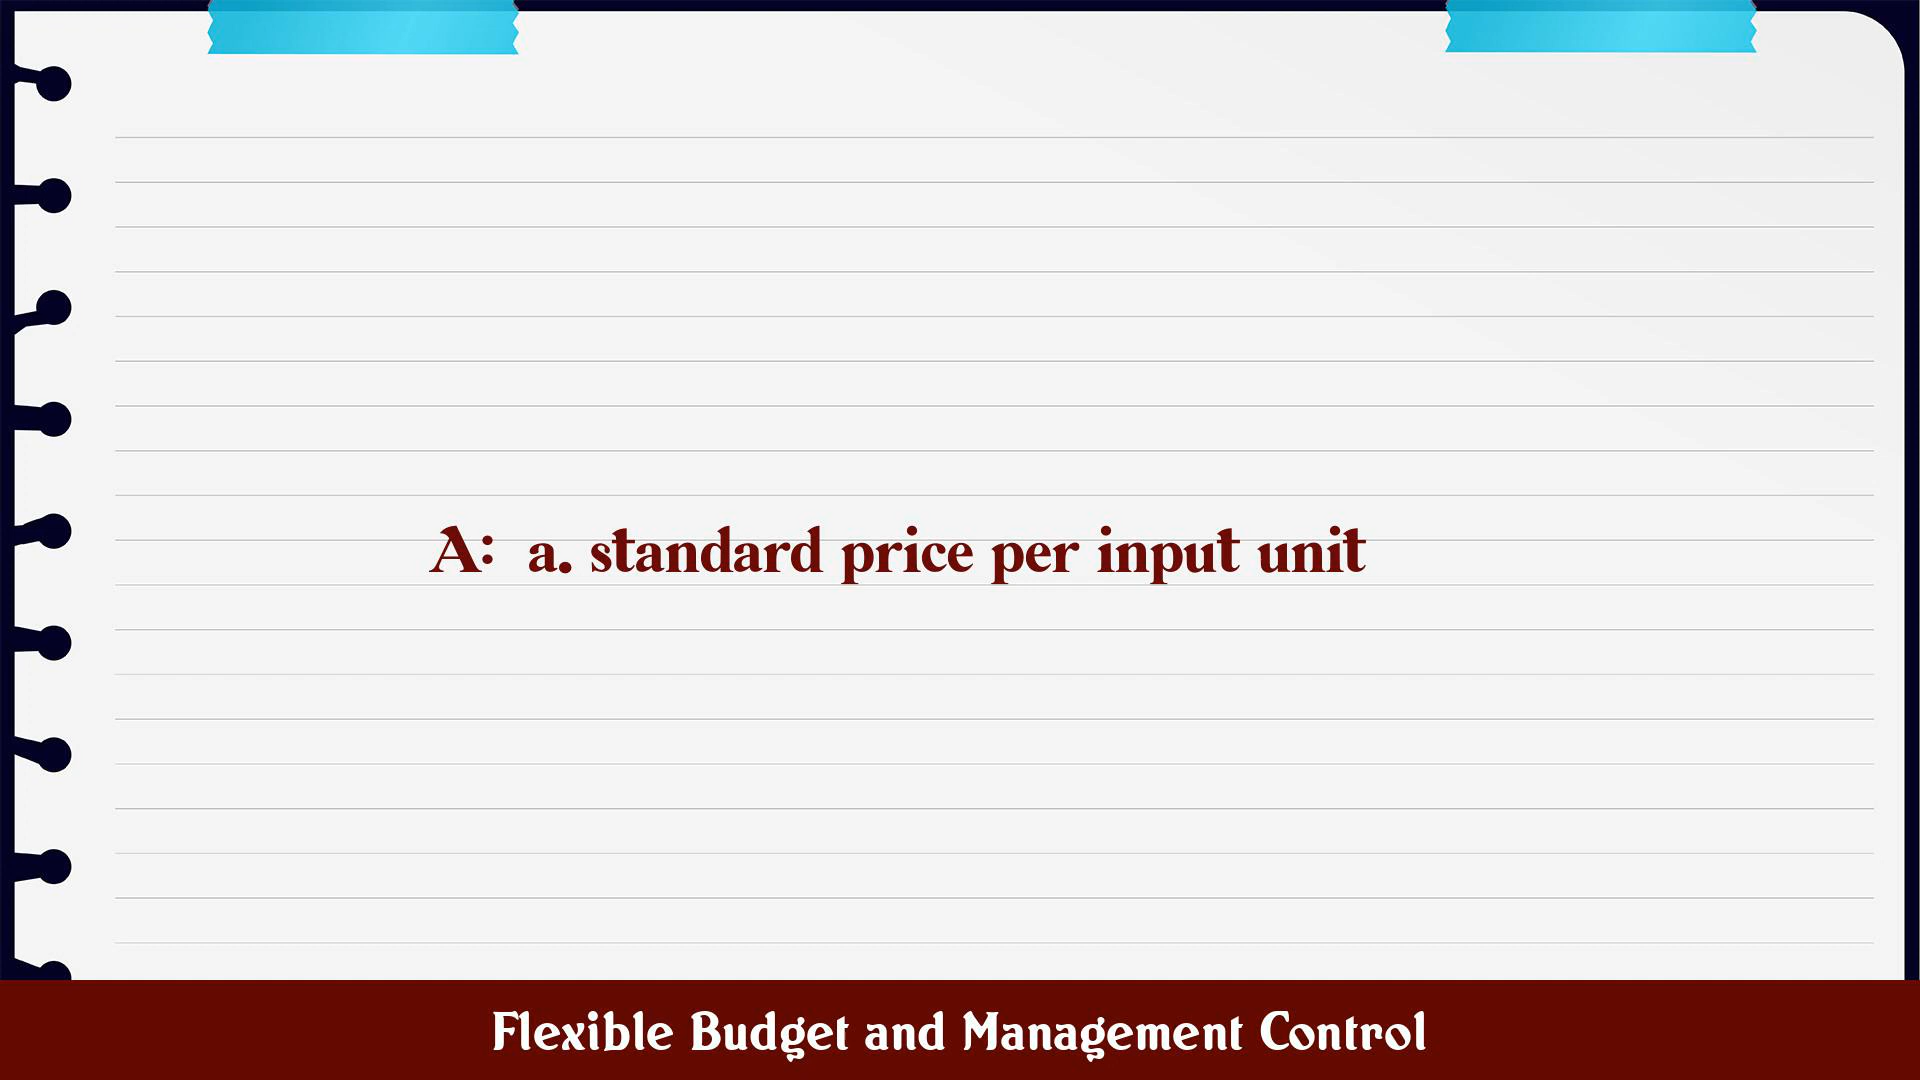 A: a. standard price per input unit
Flexible Budget and Management Control